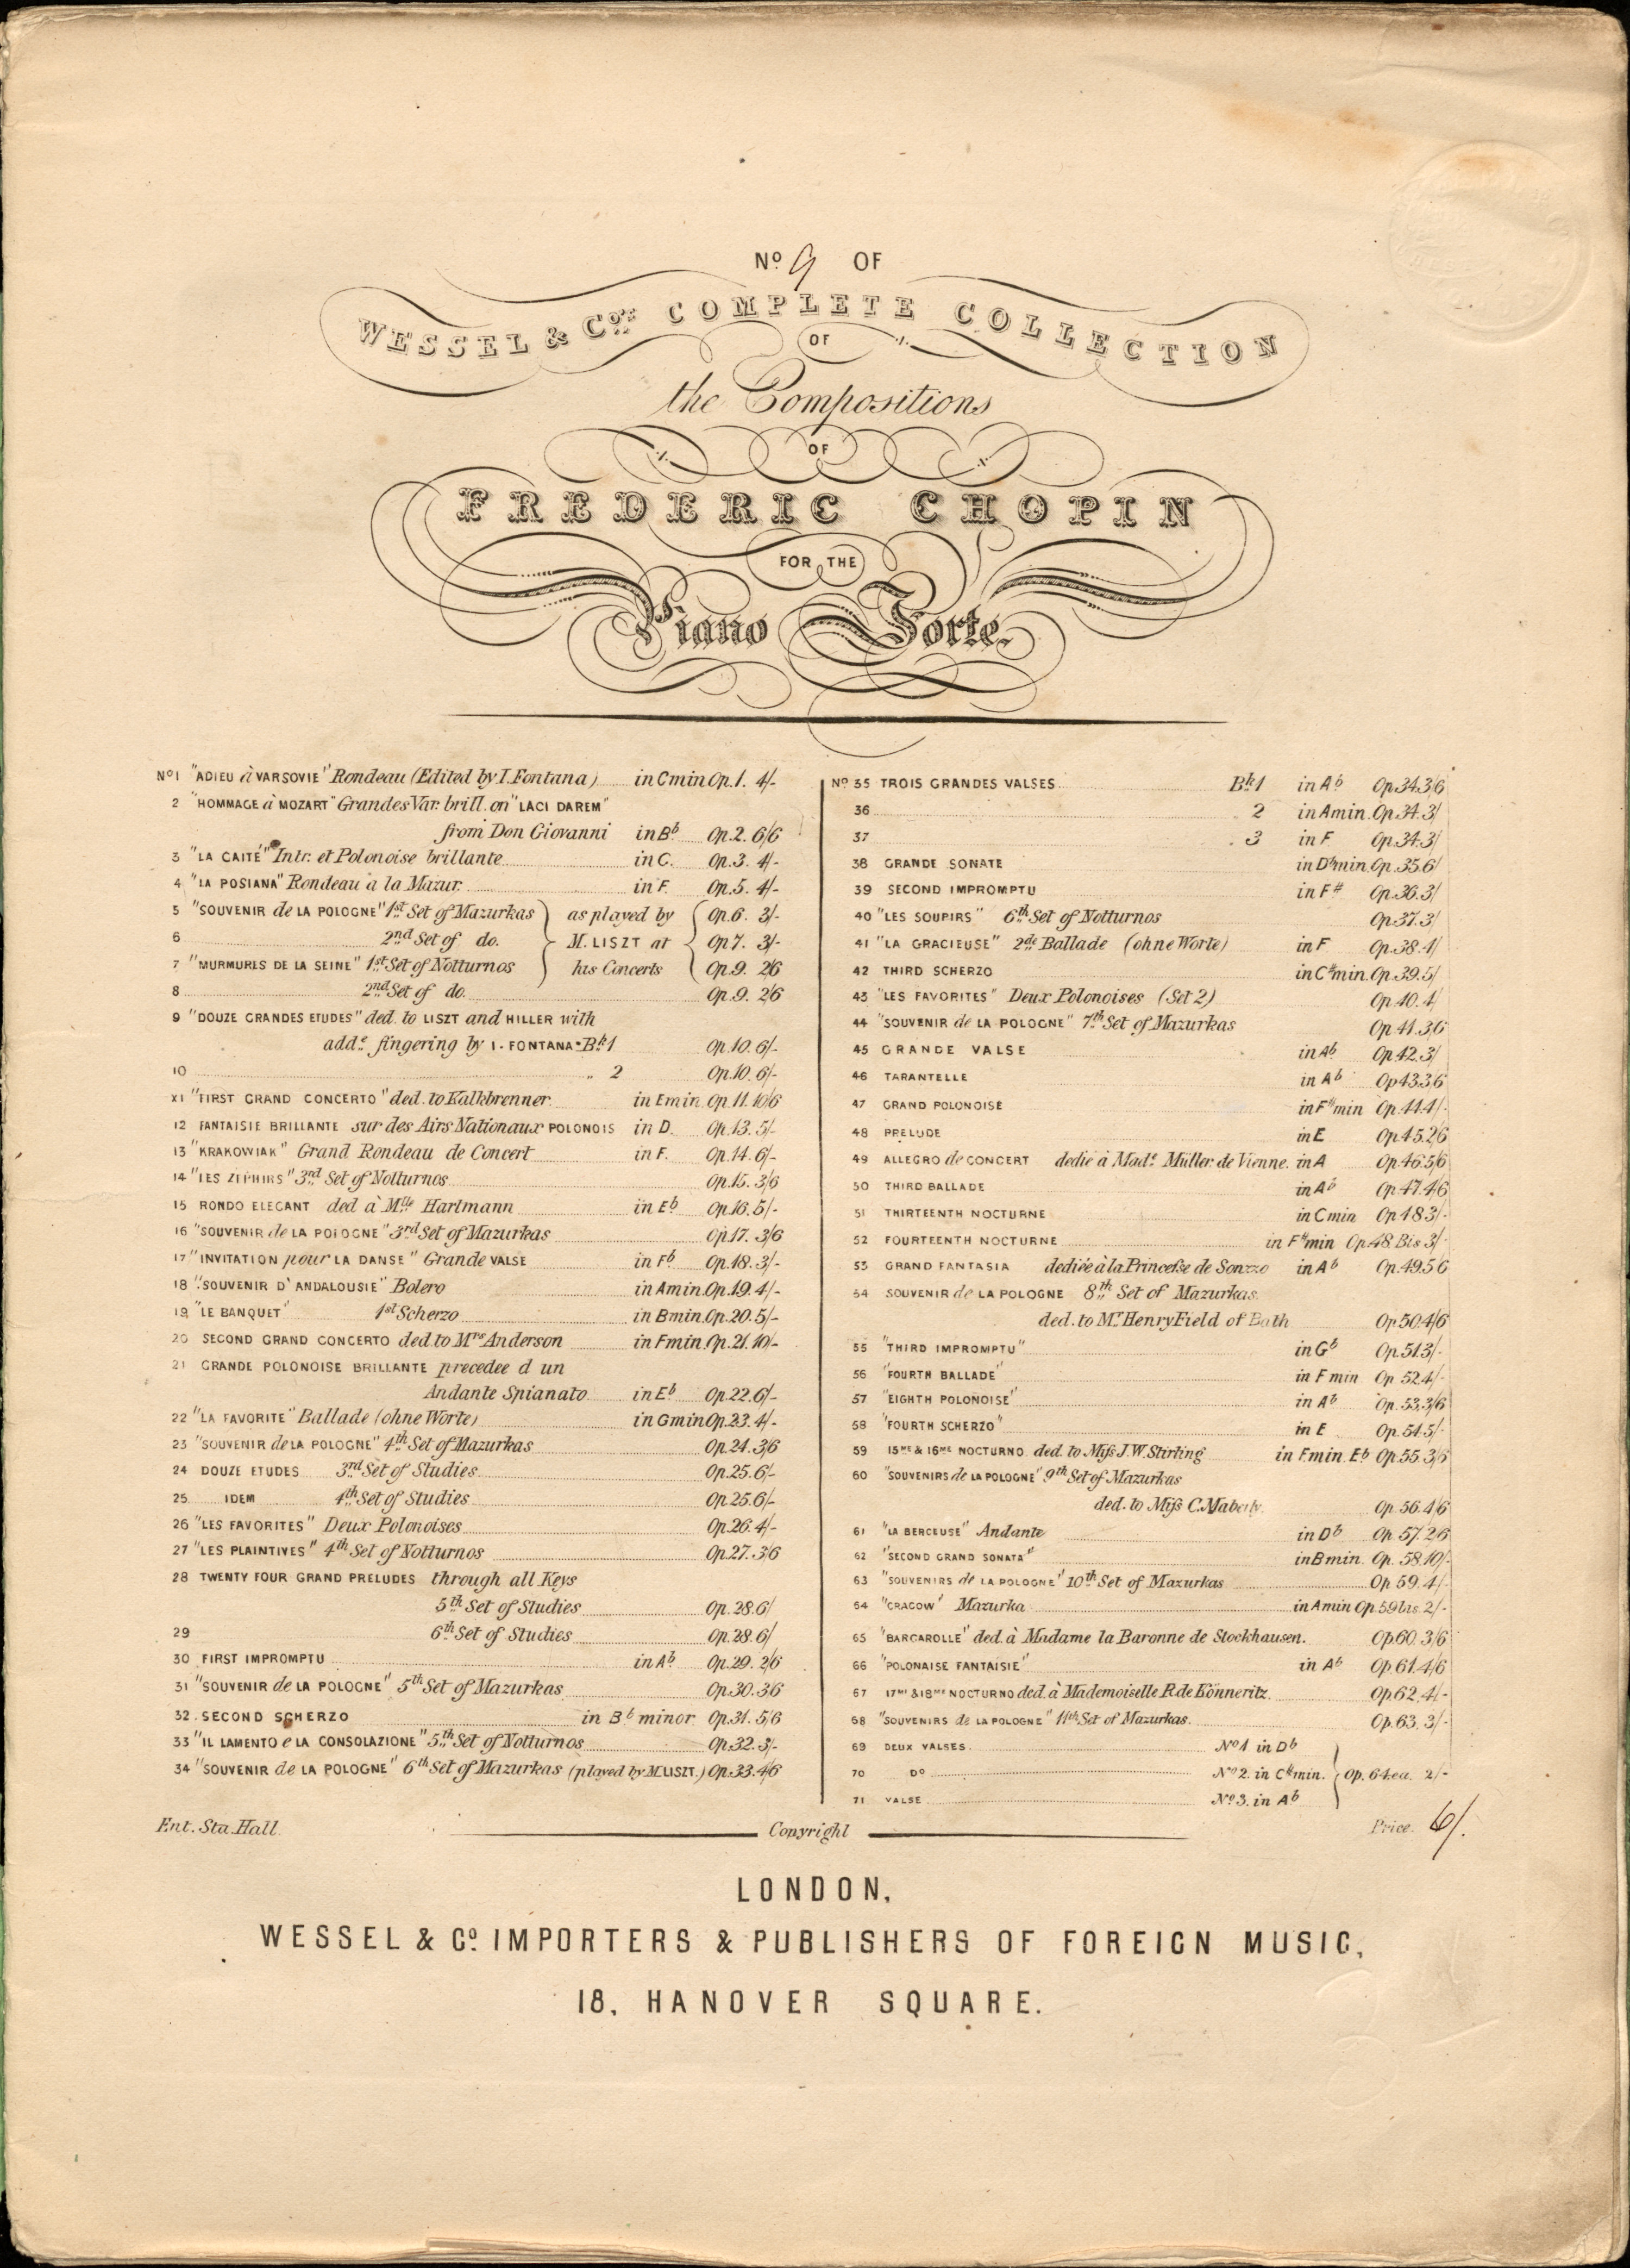 Nº 9 OF
WESSEL & Cº's COMPLETE COLLECTION
OF
the Compositions
OF
FREDERIC CHOPIN
FOR THE
Piano Forte.
Nº 1 "ADIEU à VARSOVIE" Rondeau (Edited by I. Fontana) in C min Op. 1. 4/-
2 "HOMMAGE à MOZART" Grandes Var. brill. on "LACI DAREM"
from Don Giovanni in Bb Op. 2. 6/6
3 "LA GAITÉ" Intr. et Polonoise brillante in C. Op. 3. 4/-
4 "LA POSIANA" Rondeau a la Mazur. in F. Op. 5. 4/-
5 "SOUVENIR de LA POLOGNE" 1st Set of Mazurkas as played by Op. 6. 3/-
6 2nd Set of do. M. LISZT at Op. 7. 3/-
7 "MURMURES DE LA SEINE" 1st Set of Notturnos his Concerts Op. 9. 2/6
8 2nd Set of do. Op. 9. 2/6
9 "DOUZE GRANDES ETUDES" ded. to LISZT and HILLER with
add.e fingering by I. FONTANA - Bk 1 Op. 10. 6/-
10 " 2 Op. 10. 6/-
XI "FIRST GRAND CONCERTO" ded. to Kalkbrenner in E min Op. 11. 10/6
12 FANTAISIE BRILLANTE sur des Airs Nationaux POLONOIS in D. Op. 13. 5/-
13 "KRAKOWIAK" Grand Rondeau de Concert in F. Op. 14. 6/-
14 "LES ZEPHIRS" 3rd Set of Notturnos Op. 15. 3/6
15 RONDO ELEGANT ded à Mlle Hartmann in Eb Op. 16. 5/-
16 "SOUVENIR de LA POLOGNE" 3rd Set of Mazurkas Op. 17. 3/6
17 "INVITATION pour LA DANSE" Grande VALSE in Fb Op. 18. 3/-
18 "SOUVENIR D'ANDALOUSIE" Bolero in A min. Op. 19. 4/-
19 "LE BANQUET" 1st Scherzo in B min. Op. 20. 5/-
20 SECOND GRAND CONCERTO ded. to Mrs Anderson in F min. Op. 21. 10/-
21 GRANDE POLONOISE BRILLANTE precedee d un
Andante Spianato in Eb Op. 22. 6/-
22 "LA FAVORITE" Ballade (ohne Worte) in G min Op. 23. 4/-
23 "SOUVENIR de LA POLOGNE" 4th Set of Mazurkas Op. 24. 3/6
24 DOUZE ETUDES 3rd Set of Studies Op. 25. 6/-
25 IDEM 4th Set of Studies Op. 25. 6/-
26 "LES FAVORITES" Deux Polonoises Op. 26. 4/-
27 "LES PLAINTIVES" 4th Set of Notturnos Op. 27. 3/6
28 TWENTY FOUR GRAND PRELUDES through all Keys
5th Set of Studies Op. 28. 6/
29 6th Set of Studies Op. 28. 6/
30 FIRST IMPROMPTU in Ab Op. 29. 2/6
31 "SOUVENIR de LA POLOGNE" 5th Set of Mazurkas Op. 30. 3/6
32. SECOND SCHERZO in Bb minor Op. 31. 5/6
33 "IL LAMENTO e LA CONSOLAZIONE" 5th Set of Notturnos Op. 32. 3/-
34 "SOUVENIR de LA POLOGNE" 6th Set of Mazurkas (played by M. LISZT.) Op. 33. 4/6
Nº 35 TROIS GRANDES VALSES Bk 1 in Ab Op. 34. 3/6
36 2 in A min. Op. 34. 3/
37 3 in F Op. 34. 3/
38 GRANDE SONATE in Db min. Op. 35. 6/
39 SECOND IMPROMPTU in F# Op. 36. 3/
40 "LES SOUPIRS" 6th Set of Notturnos Op. 37. 3/
41 "LA GRACIEUSE" 2de Ballade (ohne Worte) in F Op. 38. 4/
42 THIRD SCHERZO in C# min. Op. 39. 5/
43 "LES FAVORITES" Deux Polonoises (Set 2) Op. 40. 4/
44 "SOUVENIR de LA POLOGNE" 7th Set of Mazurkas Op. 41. 3/6
45 GRANDE VALSE in Ab Op. 42. 3/
46 TARANTELLE in Ab Op. 43. 3/6
47 GRAND POLONOISE in F# min Op. 44. 4/-
48 PRELUDE in E Op. 45. 2/6
49 ALLEGRO de CONCERT dedié à Made Müller de Vienne. in A Op. 46. 5/6
50 THIRD BALLADE in Ab Op. 47. 4/6
51 THIRTEENTH NOCTURNE in C min Op. 48 3/-
52 FOURTEENTH NOCTURNE in F# min Op. 48 Bis 3/-
53 GRAND FANTASIA dediée à la Princesse de Sonzzo in Ab Op. 49. 5 6
54 SOUVENIR de LA POLOGNE 8th Set of Mazurkas
ded. to Mr. Henry Field of Bath Op. 50. 4/6
55 "THIRD IMPROMPTU" in Gb Op. 51. 3/-
56 "FOURTH BALLADE" in F min Op. 52. 4/-
57 "EIGHTH POLONOISE" in Ab Op. 53. 3/6
58 "FOURTH SCHERZO" in E Op. 54. 5/-
59 15ME & 16ME NOCTURNO ded. to Miss J. W. Stirling in F min. Eb Op. 55. 3/6
60 "SOUVENIRS de LA POLOGNE" 9th Set of Mazurkas
ded. to Miss C. Maberly. Op. 56. 4/6
61 "LA BERCEUSE" Andante in Db Op. 57. 2/6
62 "SECOND GRAND SONATA" in B min. Op. 58. 10/-
63 "SOUVENIRS de LA POLOGNE" 10th Set of Mazurkas Op. 59. 4/-
64 "CRACOW" Mazurka in A min Op. 59 bis. 2/-
65 "BARCAROLLE" ded. à Madame la Baronne de Stockhausen. Op. 60. 3/6
66 "POLONAISE FANTAISIE" in Ab Op. 61. 4/6
67 17ME & 18ME NOCTURNO ded. à Mademoiselle R. de Könneritz. Op. 62. 4/-
68 "SOUVENIRS de LA POLOGNE" 11th Set of Mazurkas. Op. 63. 3/-
69 DEUX VALSES. Nº 1 in Db
70 Dº Nº 2. in C# min. Op. 64 ea. 2/-
71 VALSE Nº 3. in Ab
Ent. Sta. Hall Copyright Price. 6/.
LONDON,
WESSEL & Cº. IMPORTERS & PUBLISHERS OF FOREIGN MUSIC,
18, HANOVER SQUARE.